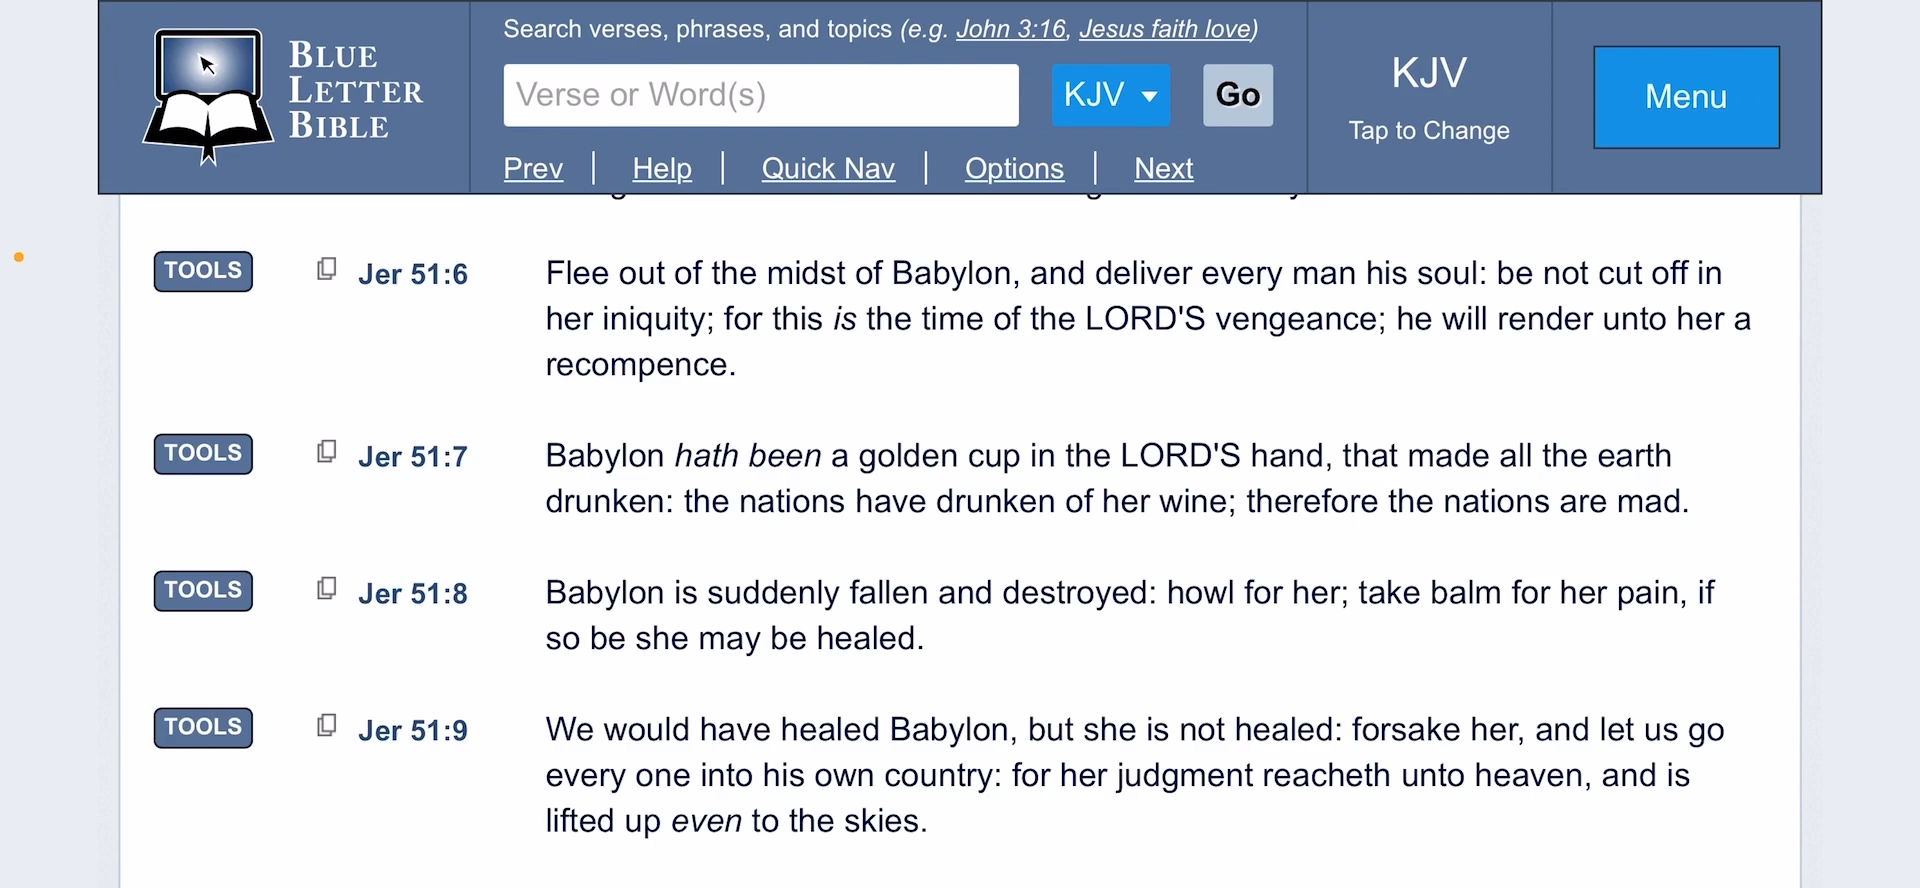 BLUE
LETTER
BIBLE
Search verses, phrases, and topics (e.g. John 3:16, Jesus faith love)
Verse or Word(s)
KJV
Go
Prev | Help | Quick Nav | Options | Next
KJV
Tap to Change
Menu
TOOLS
Jer 51:6
Flee out of the midst of Babylon, and deliver every man his soul: be not cut off in
her iniquity; for this is the time of the LORD'S vengeance; he will render unto her a
recompence.
TOOLS
Jer 51:7
Babylon hath been a golden cup in the LORD'S hand, that made all the earth
drunken: the nations have drunken of her wine; therefore the nations are mad.
TOOLS
Jer 51:8
Babylon is suddenly fallen and destroyed: howl for her; take balm for her pain, if
so be she may be healed.
TOOLS
Jer 51:9
We would have healed Babylon, but she is not healed: forsake her, and let us go
every one into his own country: for her judgment reacheth unto heaven, and is
lifted up even to the skies.